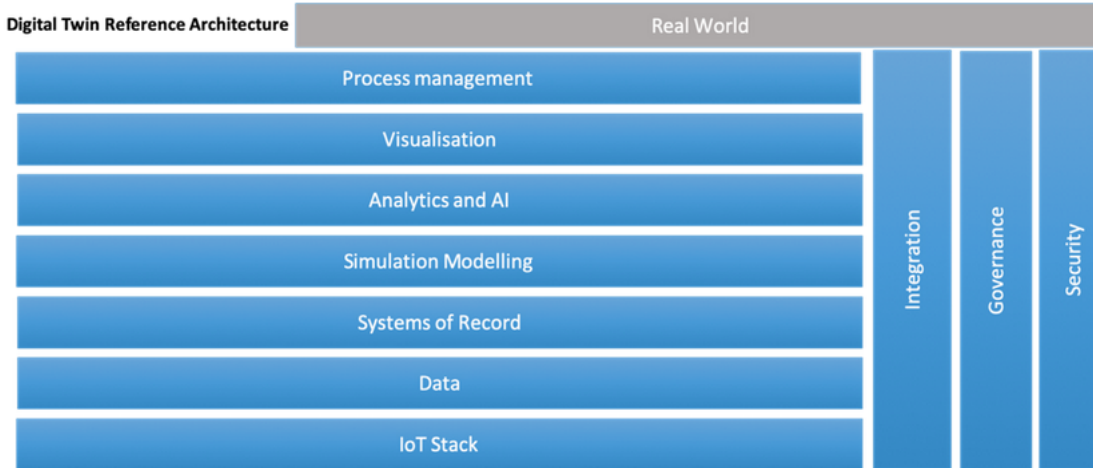 Digital Twin Reference Architecture
Real World
Process management
Visualisation
Analytics and AI
Simulation Modelling
Systems of Record
Data
IoT Stack
Integration
Governance
Security